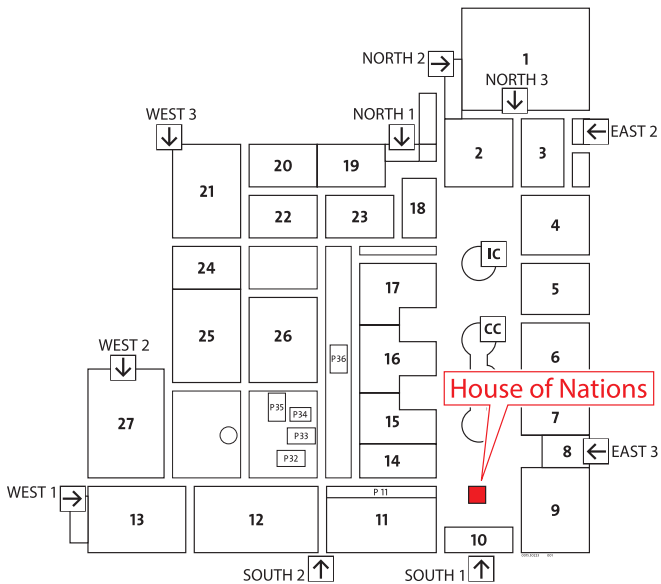 NORTH 2
1
NORTH 3
WEST 3
NORTH 1
EAST 2
2
3
20
19
21
18
22
23
4
IC
24
17
5
25
26
CC
6
WEST 2
P36
16
House of Nations
27
P35
P34
P33
P32
15
7
14
8
EAST 3
WEST 1
P 11
13
12
11
9
10
SOUTH 2
SOUTH 1